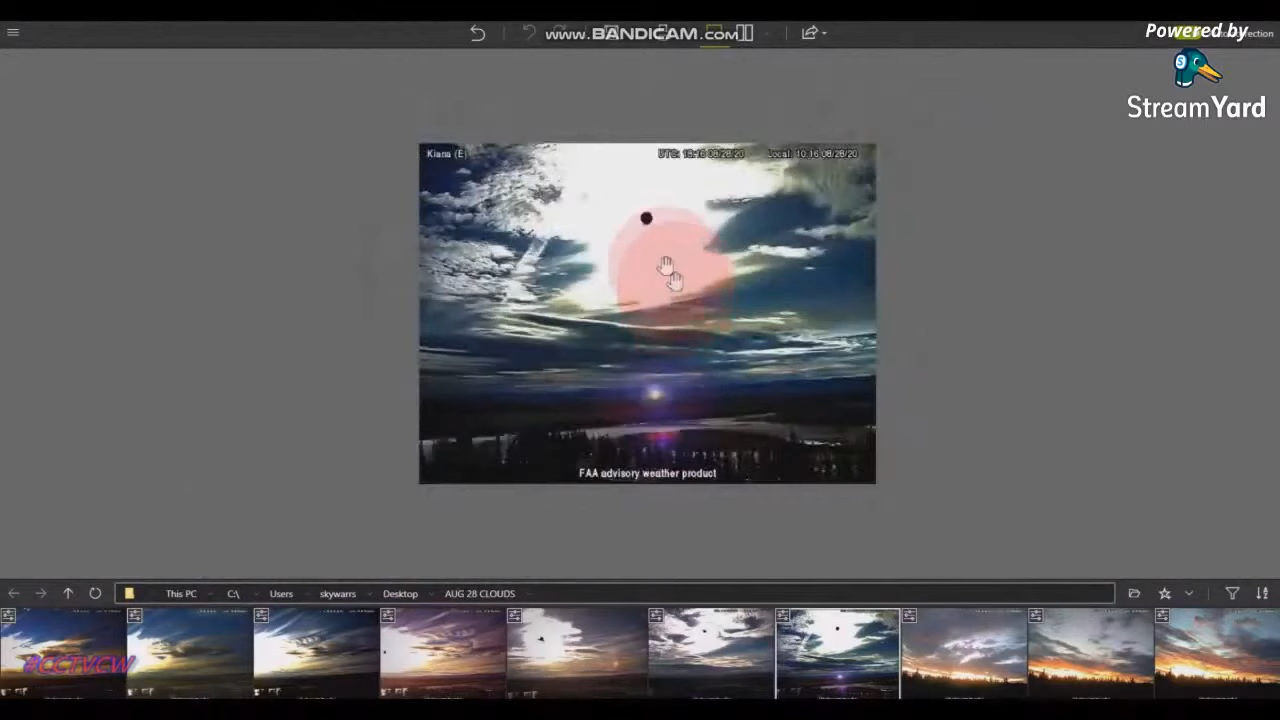 www.BANDICAM.com
Powered by
StreamYard
Kiana (E)
UTC: 18:16 08/28/20
Local: 10:16 08/28/20
FAA advisory weather product
This PC
C:\
Users
skywarrs
Desktop
AUG 28 CLOUDS
#CCTVCW